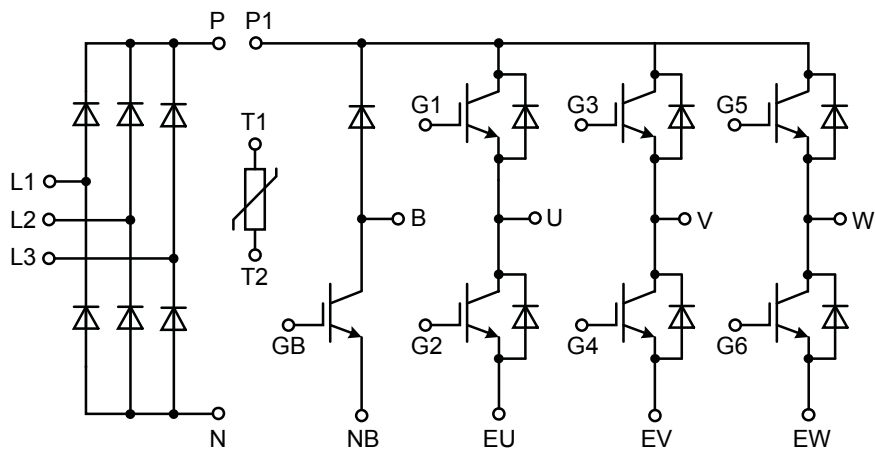 P P1
G1 G3 G5
T1
L1
L2 B U V W
L3
T2
GB G2 G4 G6
N NB EU EV EW